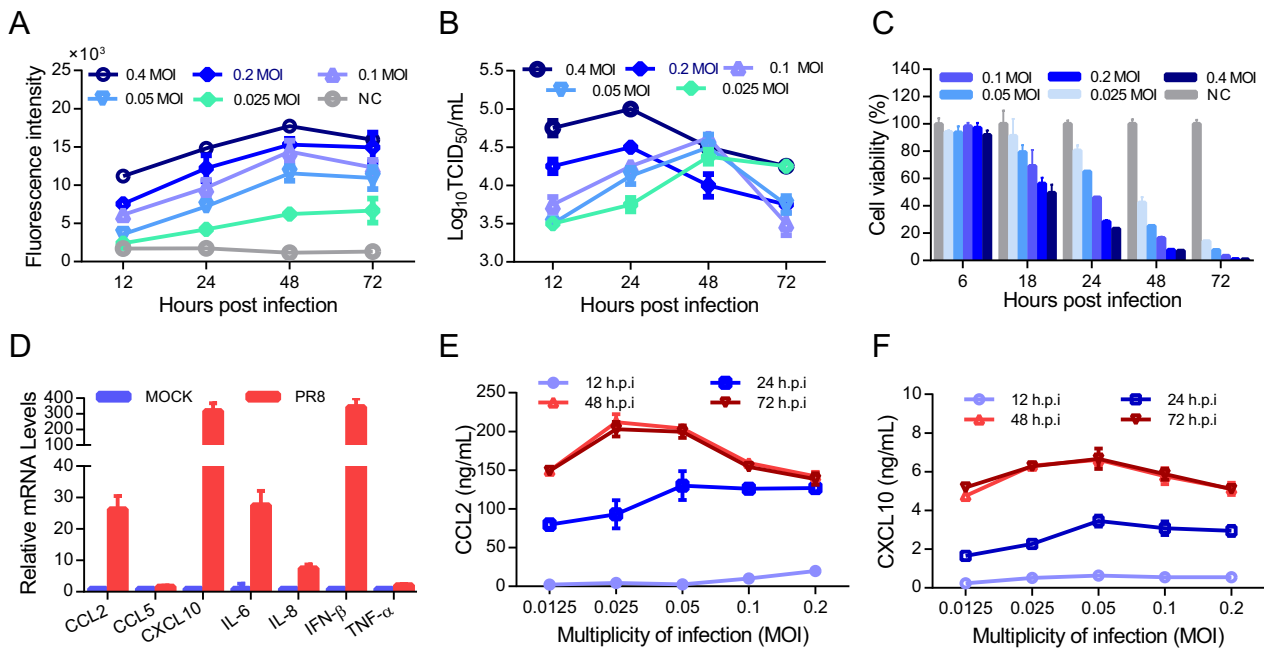 A
×10³
Fluorescence intensity
25
20
15
10
5
0
0.4 MOI 0.2 MOI 0.1 MOI
0.05 MOI 0.025 MOI NC
12 24 48 72
Hours post infection
B
Log₁₀TCID₅₀/mL
5.5
5.0
4.5
4.0
3.5
3.0
0.4 MOI 0.2 MOI 0.1 MOI
0.05 MOI 0.025 MOI
12 24 48 72
Hours post infection
C
Cell viability (%)
140
120
100
80
60
40
20
0
0.1 MOI 0.2 MOI 0.4 MOI
0.05 MOI 0.025 MOI NC
6 18 24 48 72
Hours post infection
D
Relative mRNA Levels
400
300
200
100
40
30
20
10
0
MOCK PR8
CCL2 CCL5 CXCL10 IL-6 IL-8 IFN-β TNF-α
E
CCL2 (ng/mL)
250
200
150
100
50
0
12 h.p.i 24 h.p.i
48 h.p.i 72 h.p.i
0.0125 0.025 0.05 0.1 0.2
Multiplicity of infection (MOI)
F
CXCL10 (ng/mL)
10
8
6
4
2
0
12 h.p.i 24 h.p.i
48 h.p.i 72 h.p.i
0.0125 0.025 0.05 0.1 0.2
Multiplicity of infection (MOI)